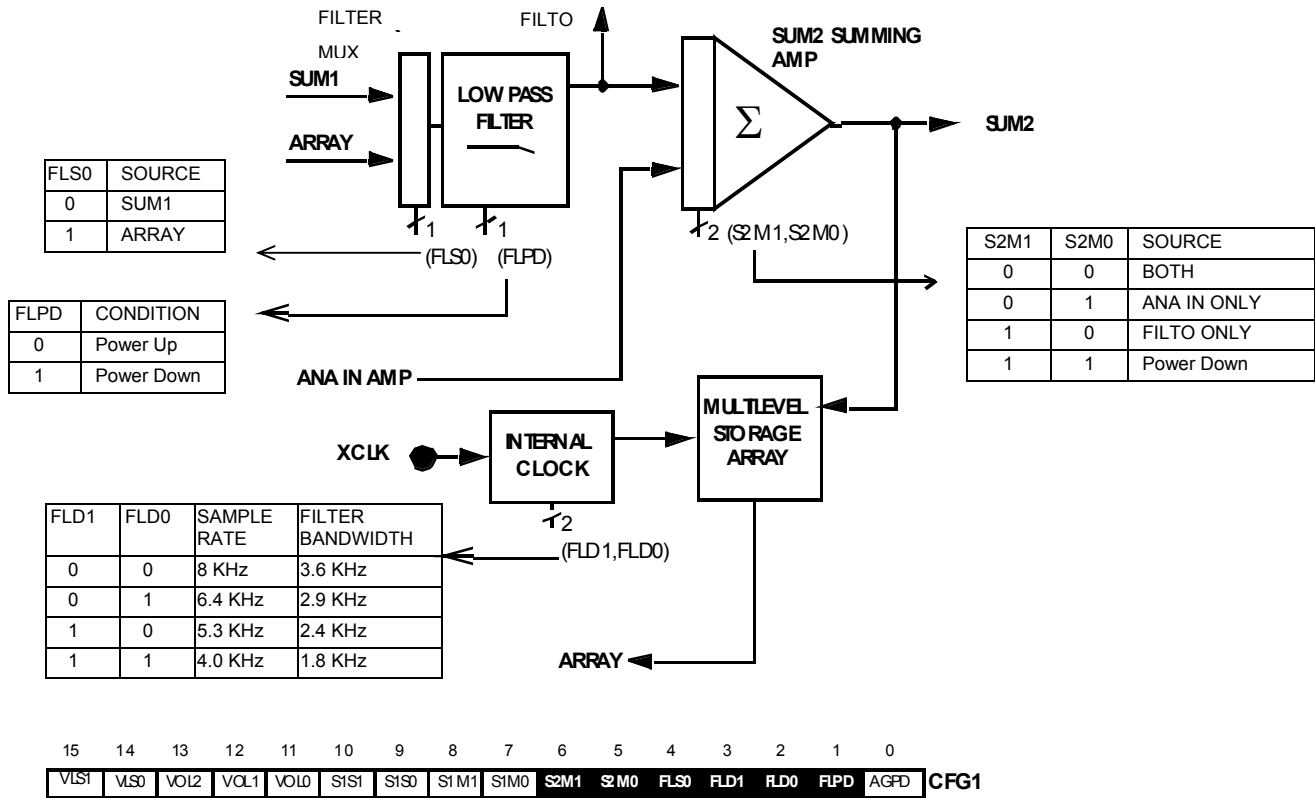 FILTER
MUX
FILTO
SUM2 SUMMING
AMP
SUM1
ARRAY
LOW PASS
FILTER
Σ
SUM2
1
1
(FLS0) (FLPD)
2 (S2M1,S2M0)
FLS0 SOURCE
0 SUM1
1 ARRAY
FLPD CONDITION
0 Power Up
1 Power Down
S2M1 S2M0 SOURCE
0 0 BOTH
0 1 ANA IN ONLY
1 0 FILTO ONLY
1 1 Power Down
ANA IN AMP
XCLK
INTERNAL
CLOCK
2
(FLD1,FLD0)
MULTILEVEL
STORAGE
ARRAY
FLD1 FLD0 SAMPLE RATE FILTER BANDWIDTH
0 0 8 KHz 3.6 KHz
0 1 6.4 KHz 2.9 KHz
1 0 5.3 KHz 2.4 KHz
1 1 4.0 KHz 1.8 KHz
ARRAY
15 14 13 12 11 10 9 8 7 6 5 4 3 2 1 0
VLS1 VLS0 VOL2 VOL1 VOL0 S1S1 S1S0 S1M1 S1M0 S2M1 S2M0 FLS0 FLD1 FLD0 FLPD AGPD CFG1